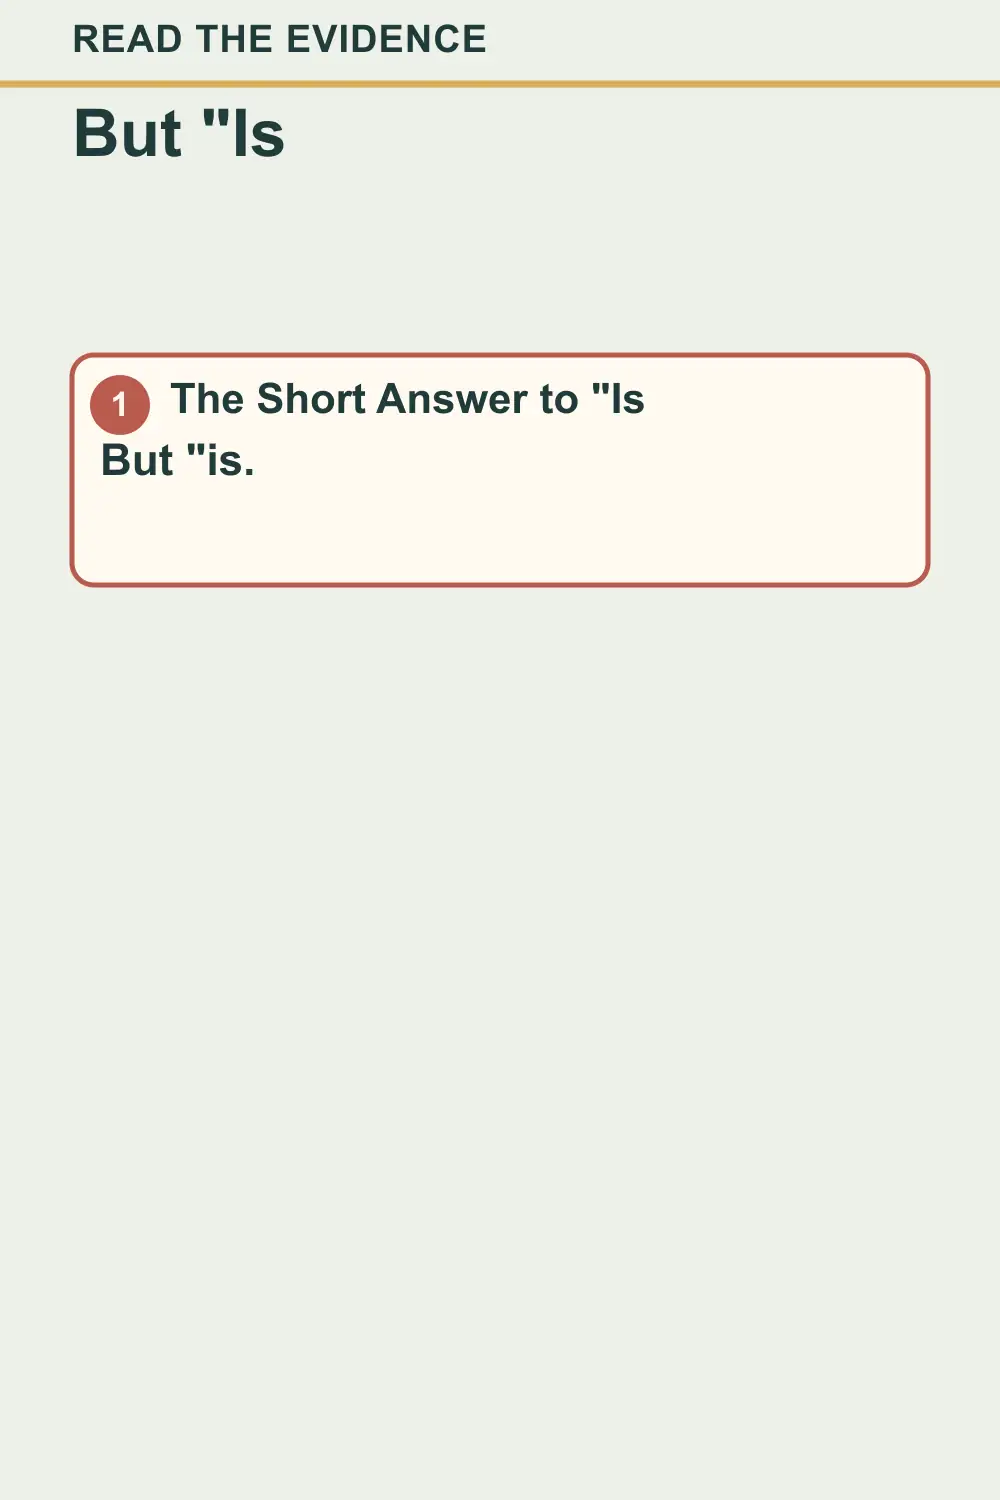 READ THE EVIDENCE
But "Is
1 The Short Answer to "Is
But "is.